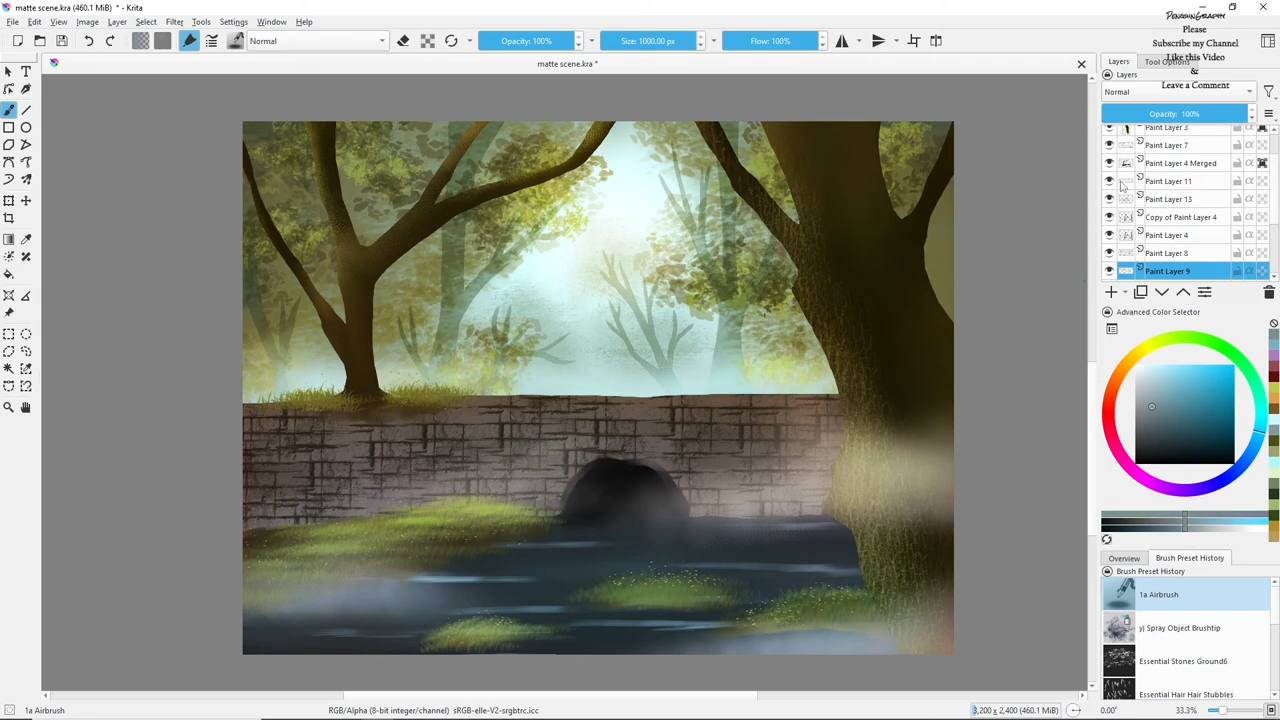 matte scene.kra (460.1 MiB) * - Krita
File Edit View Image Layer Select Filter Tools Settings Window Help
PenguinGraphy
Please
Subscribe my Channel
Like this Video
&
Leave a Comment
Normal
Opacity: 100%
Size: 1000.00 px
Flow: 100%
matte scene.kra *
Layers
Tool Options
Layers
Normal
Opacity: 100%
Paint Layer 3
Paint Layer 7
Paint Layer 4 Merged
Paint Layer 11
Paint Layer 13
Copy of Paint Layer 4
Paint Layer 4
Paint Layer 8
Paint Layer 9
Advanced Color Selector
Overview
Brush Preset History
Brush Preset History
1a Airbrush
y) Spray Object Brushtip
Essential Stones Ground6
Essential Hair Hair Stubbles
1a Airbrush
RGB/Alpha (8-bit integer/channel) sRGB-elle-V2-srgbtrc.icc
3,200 x 2,400 (460.1 MiB)
0.00°
33.3%